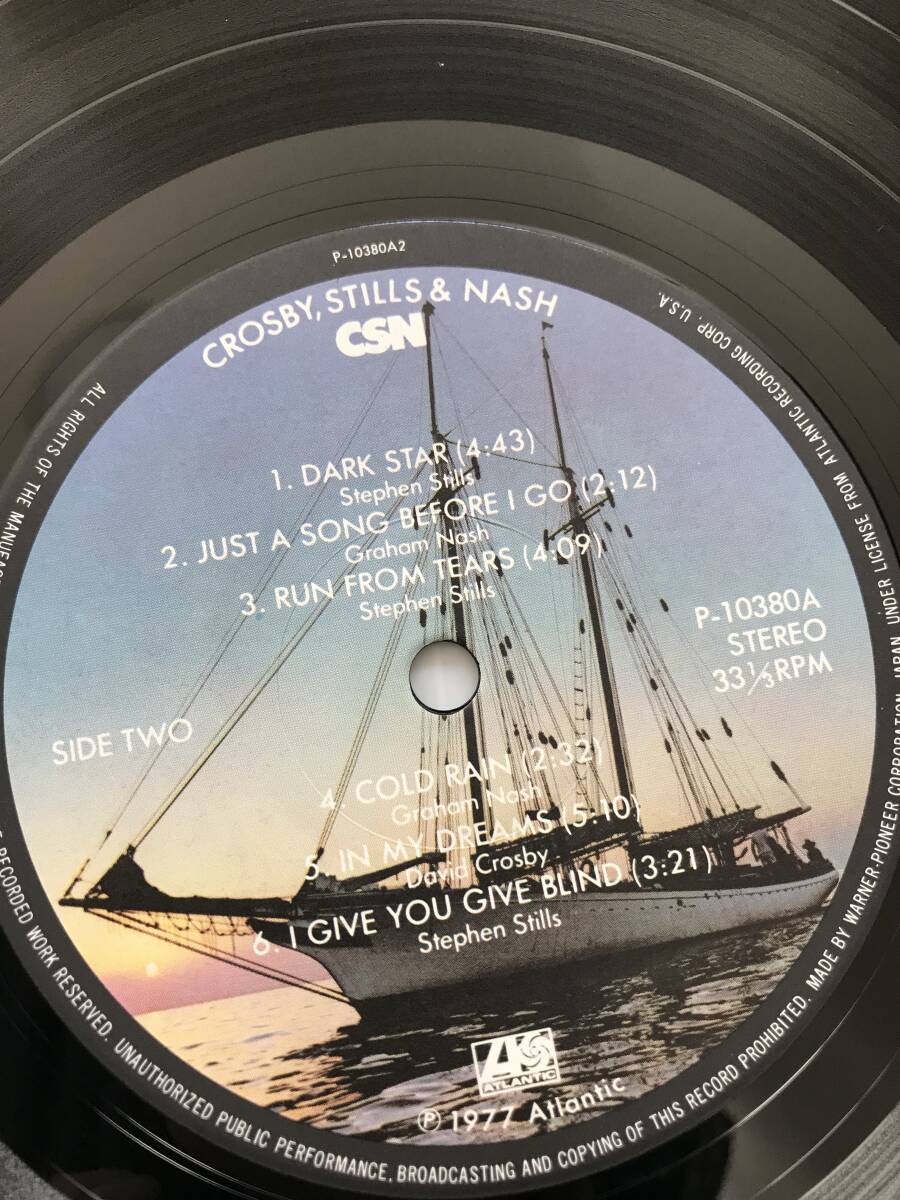 P-10380A2
CROSBY, STILLS & NASH
CSN
1. DARK STAR (4:43)
Stephen Stills
2. JUST A SONG BEFORE I GO (2:12)
Graham Nash
3. RUN FROM TEARS (4:09)
Stephen Stills
P-10380A
STEREO
33 1/3 RPM
SIDE TWO
4. COLD RAIN (2:32)
Graham Nash
5. IN MY DREAMS (5:10)
David Crosby
6. I GIVE YOU GIVE BLIND (3:21)
Stephen Stills
ATLANTIC
℗ 1977 Atlantic
ALL RIGHTS OF THE
RECORDED WORK RESERVED. UNAUTHORIZED PUBLIC PERFORMANCE, BROADCASTING AND COPYING OF THIS RECORD PROHIBITED. MADE BY WARNER-PIONEER CORPORATION, JAPAN UNDER LICENSE FROM ATLANTIC RECORDING CORP., U.S.A.